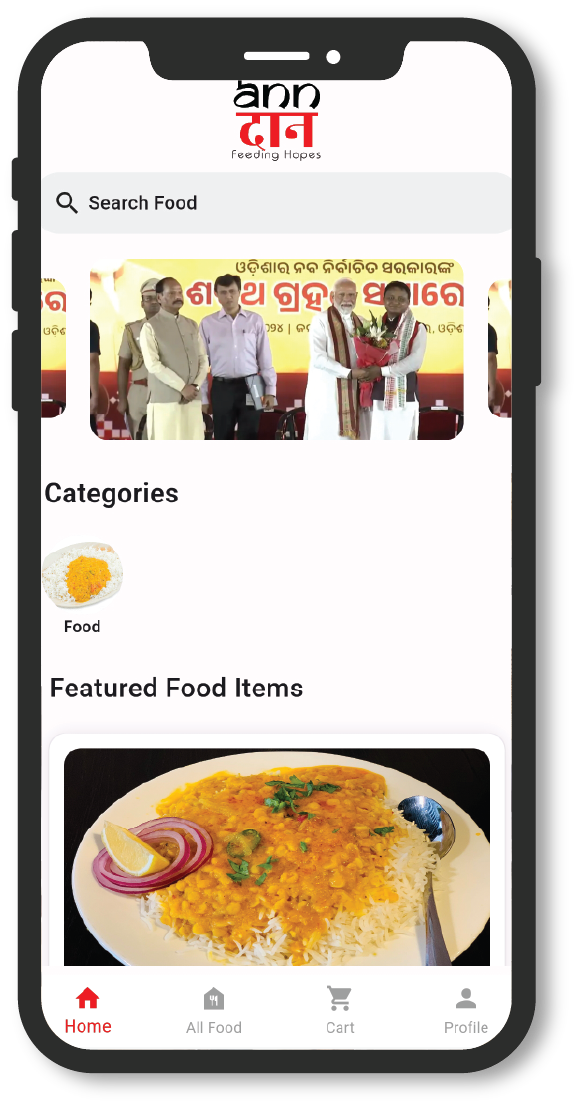 ann
दान
Feeding Hopes
Search Food
ଓଡ଼ିଶାର ନବ ନିର୍ବାଚିତ ସରକାରଙ୍କ
Categories
Food
Featured Food Items
Home
All Food
Cart
Profile